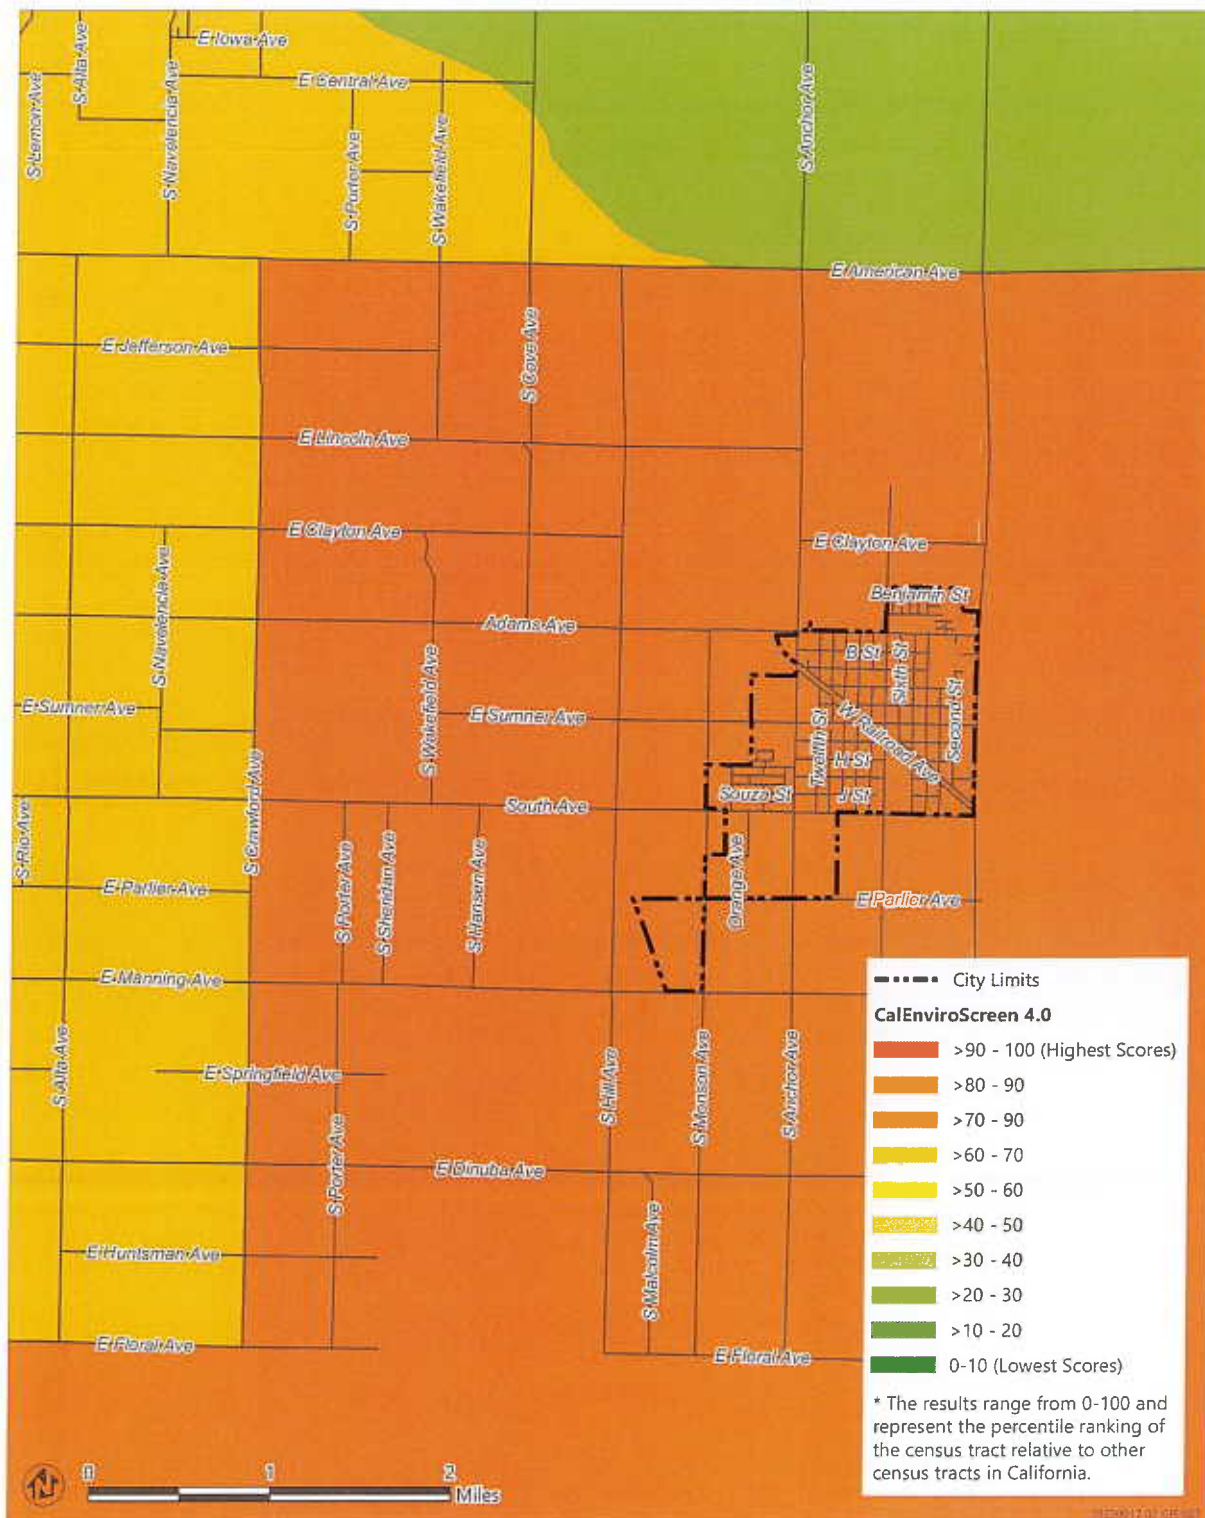 E Iowa Ave
S Alta Ave
S Lemon Ave
S Navelencia Ave
E Central Ave
S Wakefield Ave
S Anchor Ave
E American Ave
E Jefferson Ave
S Cove Ave
E Lincoln Ave
E Clayton Ave
E Clayton Ave
Benjamin St
Adams Ave
S Navelencia Ave
B St
Sixth St
S Wakefield Ave
Second St
E Sumner Ave
E Sumner Ave
W Railroad Ave
Twelfth St
H St
S Crawford Ave
Souza St
J St
South Ave
S Rio Ave
S Porter Ave
S Sheridan Ave
S Hansen Ave
Orange Ave
E Parlier Ave
E Parlier Ave
E Manning Ave
S Alta Ave
E Springfield Ave
S Hill Ave
S Monson Ave
S Anchor Ave
S Porter Ave
E Dinuba Ave
E Huntsman Ave
S Malcolm Ave
E Floral Ave
E Floral Ave
City Limits
CalEnviroScreen 4.0
>90 - 100 (Highest Scores)
>80 - 90
>70 - 90
>60 - 70
>50 - 60
>40 - 50
>30 - 40
>20 - 30
>10 - 20
0-10 (Lowest Scores)
* The results range from 0-100 and
represent the percentile ranking of
the census tract relative to other
census tracts in California.
0 1 2
Miles
N